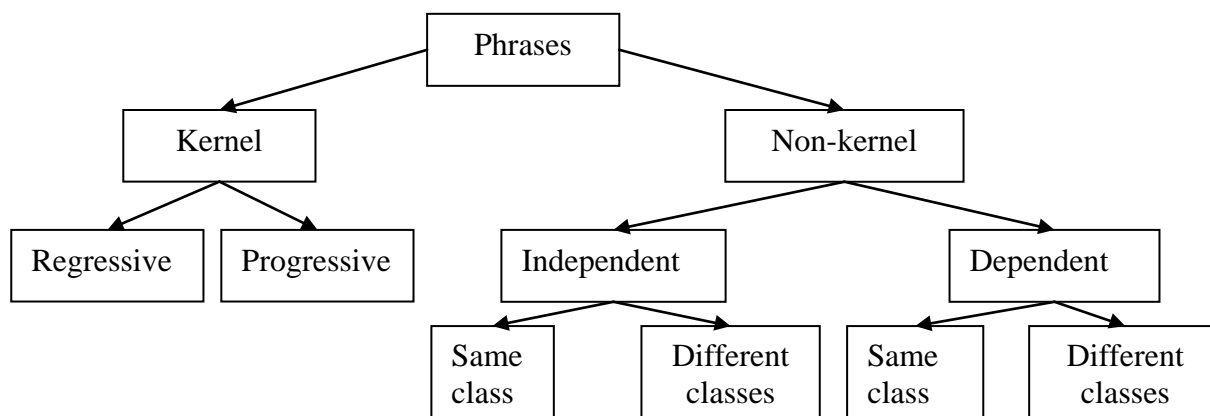 Phrases
Kernel
Non-kernel
Regressive
Progressive
Independent
Dependent
Same
class
Different
classes
Same
class
Different
classes